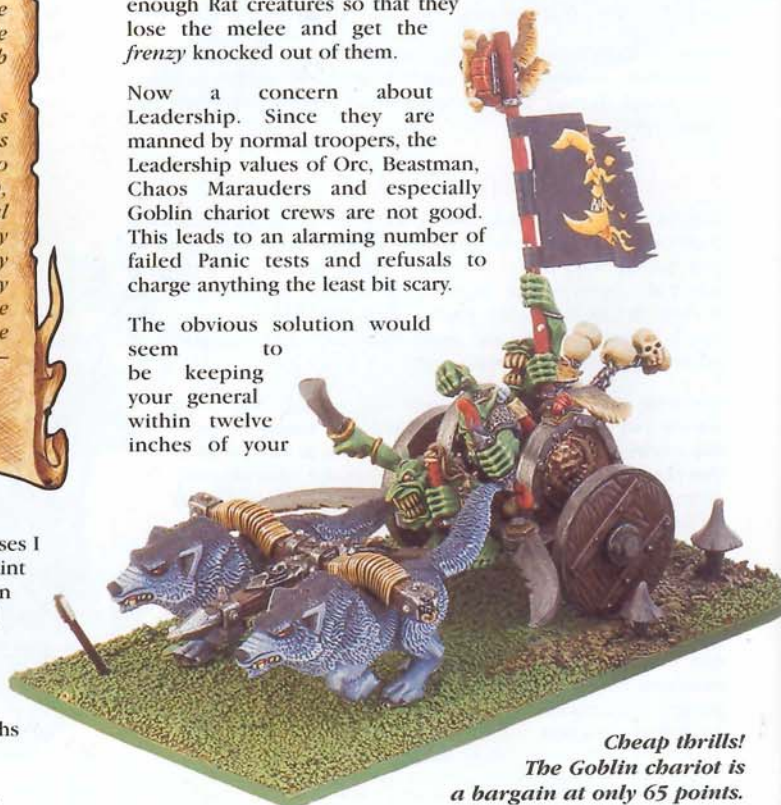 e
e
b
s
s
o
,
l
y
y
y
e
e
–
ses I
int
n
hs
enough Rat creatures so that they
lose the melee and get the
frenzy knocked out of them.
Now a concern about
Leadership. Since they are
manned by normal troopers, the
Leadership values of Orc, Beastman,
Chaos Marauders and especially
Goblin chariot crews are not good.
This leads to an alarming number of
failed Panic tests and refusals to
charge anything the least bit scary.
The obvious solution would
seem to
be keeping
your general
within twelve
inches of your
Cheap thrills!
The Goblin chariot is
a bargain at only 65 points.